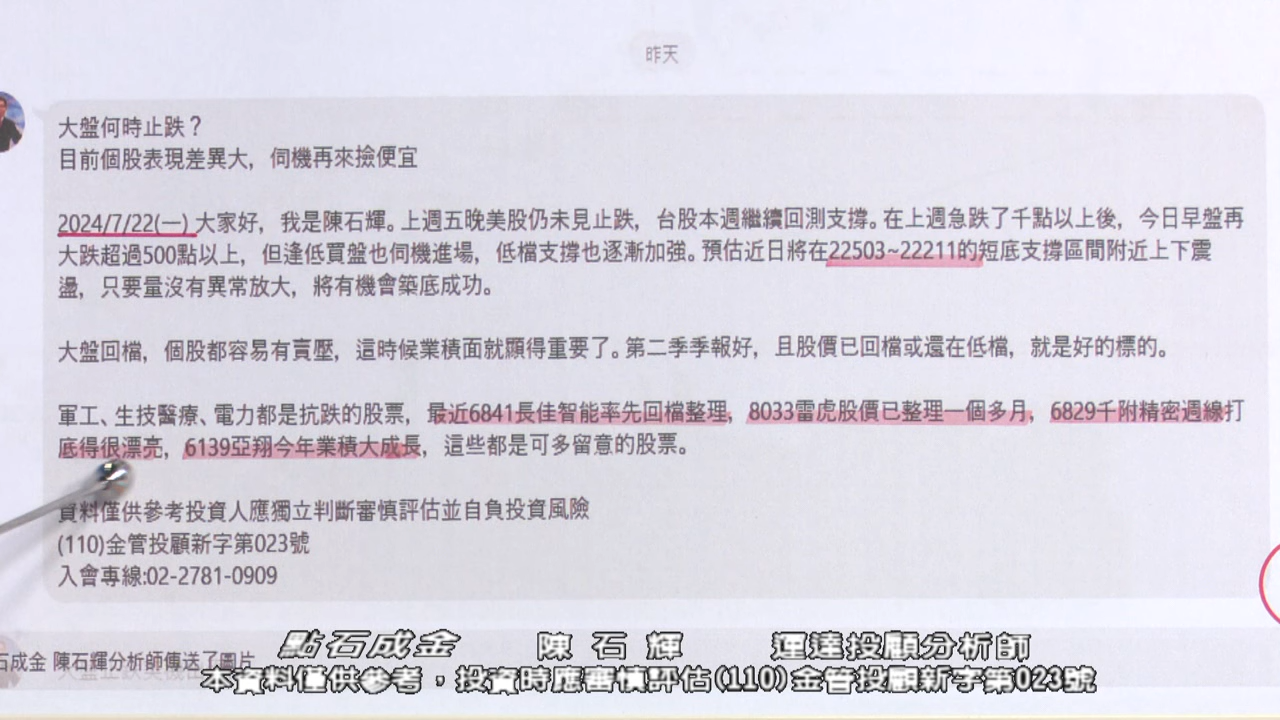 昨天
大盤何時止跌？
目前個股表現差異大，伺機再來撿便宜
2024/7/22(一) 大家好，我是陳石輝。上週五晚美股仍未見止跌，台股本週繼續回測支撐。在上週急跌了千點以上後，今日早盤再
大跌超過500點以上，但逢低買盤也伺機進場，低檔支撐也逐漸加強。預估近日將在22503~22211的短底支撐區間附近上下震
盪，只要量沒有異常放大，將有機會築底成功。
大盤回檔，個股都容易有賣壓，這時候業積面就顯得重要了。第二季季報好，且股價已回檔或還在低檔，就是好的標的。
軍工、生技醫療、電力都是抗跌的股票，最近6841長佳智能率先回檔整理，8033雷虎股價已整理一個多月，6829千附精密週線打
底得很漂亮，6139亞翔今年業積大成長，這些都是可多留意的股票。
資料僅供參考投資人應獨立判斷審慎評估並自負投資風險
(110)金管投顧新字第023號
入會專線:02-2781-0909
石成金 陳石輝分析師傳送了圖片
點石成金 陳石輝 運達投顧分析師
本資料僅供參考，投資時應審慎評估(110)金管投顧新字第023號